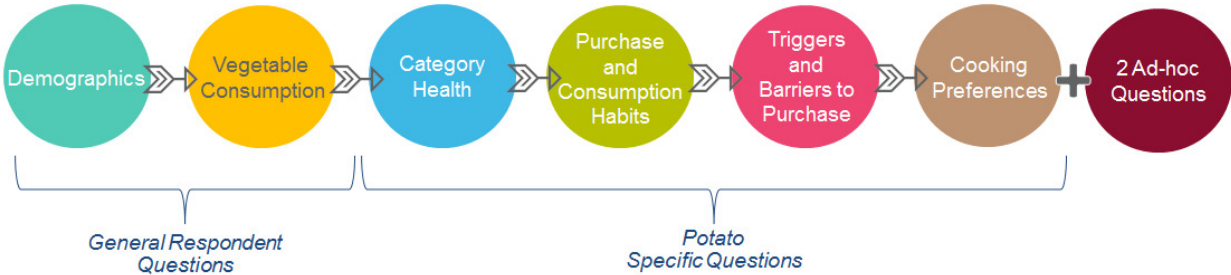 Demographics
Vegetable
Consumption
Category
Health
Purchase
and
Consumption
Habits
Triggers
and
Barriers to
Purchase
Cooking
Preferences
2 Ad-hoc
Questions
General Respondent
Questions
Potato
Specific Questions